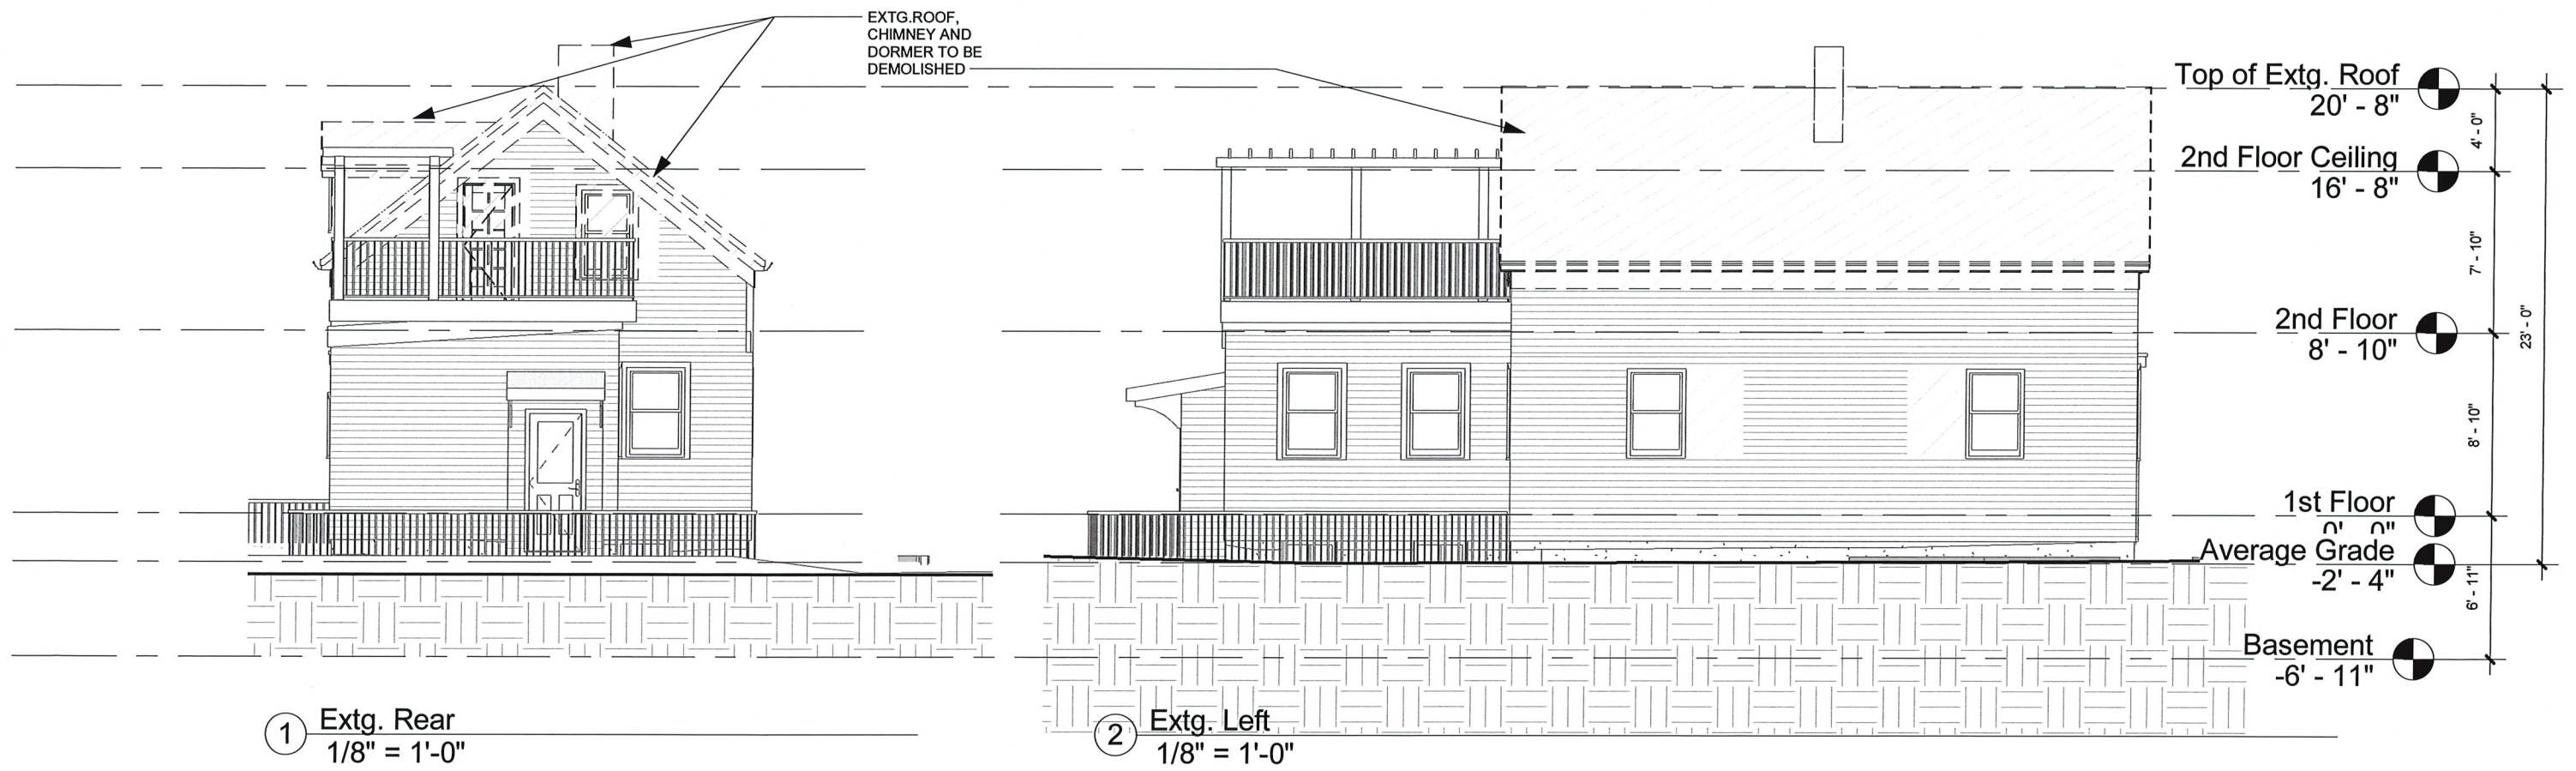 EXTG.ROOF,
CHIMNEY AND
DORMER TO BE
DEMOLISHED
Top of Extg. Roof
20' - 8"
4' - 0"
2nd Floor Ceiling
16' - 8"
7' - 10"
2nd Floor
8' - 10"
23' - 0"
8' - 10"
1st Floor
0' - 0"
Average Grade
-2' - 4"
6' - 11"
Basement
-6' - 11"
1 Extg. Rear
1/8" = 1'-0"
2 Extg. Left
1/8" = 1'-0"